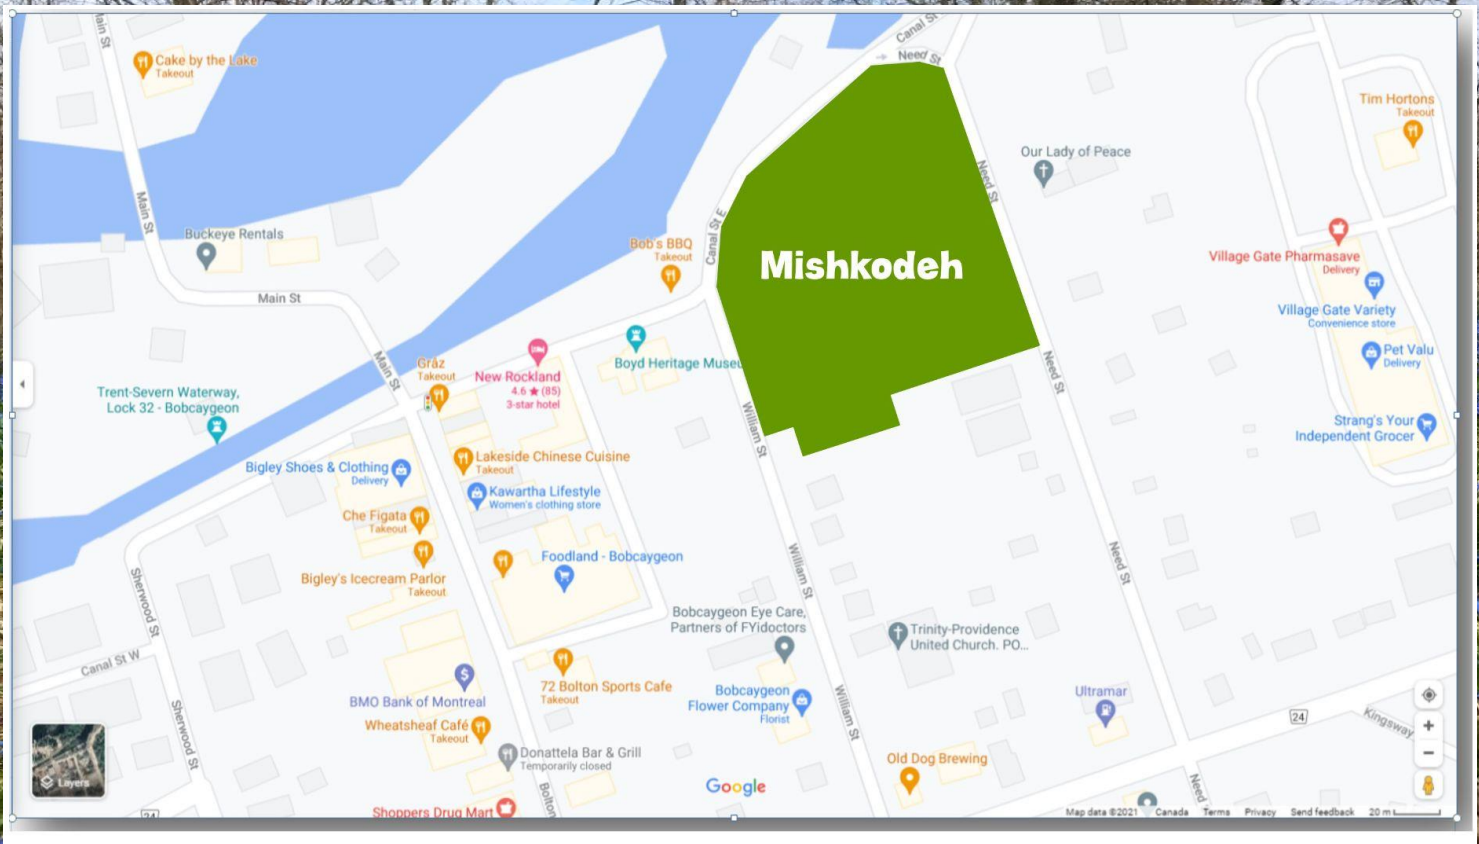 Main St
Cake by the Lake
Takeout
Canal St
Need St
Tim Hortons
Takeout
Our Lady of Peace
Need St
Main St
Canal St E
Buckeye Rentals
Bob's BBQ
Takeout
Mishkodeh
Village Gate Pharmasave
Delivery
Main St
Village Gate Variety
Convenience store
Main St
Gráz
Takeout
New Rockland
4.6 ★ (85)
3-star hotel
Boyd Heritage Museu
Need St
Pet Valu
Delivery
Trent-Severn Waterway,
Lock 32 - Bobcaygeon
William St
Strang's Your
Independent Grocer
Bigley Shoes & Clothing
Delivery
Lakeside Chinese Cuisine
Takeout
Kawartha Lifestyle
Women's clothing store
Che Figata
Takeout
Foodland - Bobcaygeon
William St
Need St
Bigley's Icecream Parlor
Takeout
Sherwood St
Bobcaygeon Eye Care,
Partners of FYidoctors
Trinity-Providence
United Church. PO...
Canal St W
72 Bolton Sports Cafe
Takeout
BMO Bank of Montreal
Bobcaygeon
Flower Company
Florist
William St
Ultramar
24
Kingsway
Sherwood St
Wheatsheaf Café
Takeout
Donattela Bar & Grill
Temporarily closed
Old Dog Brewing
Layers
Google
Bolton
Need
Shoppers Drug Mart
24
Map data ©2021 Canada Terms Privacy Send feedback 20 m